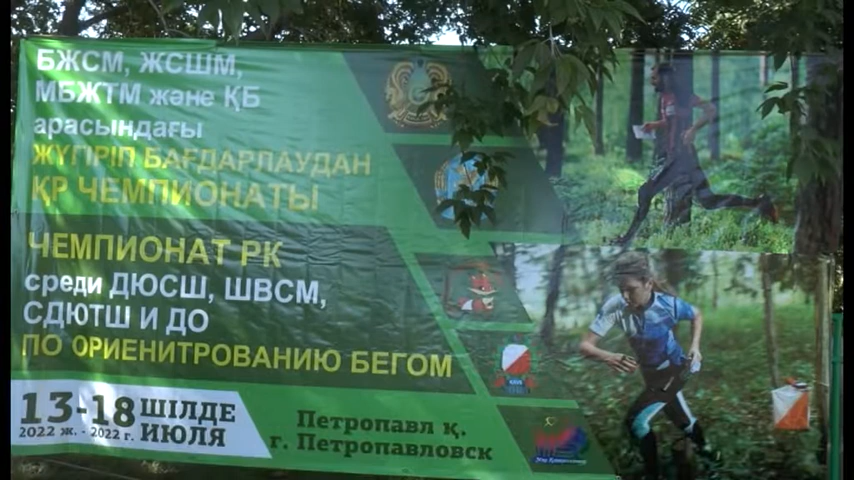 БЖСМ, ЖСШМ,
МБЖТМ және ҚБ
арасындағы
ЖҮГІРІП БАҒДАРЛАУДАН
ҚР ЧЕМПИОНАТЫ
ЧЕМПИОНАТ РК
среди ДЮСШ, ШВСМ,
СДЮТШ И ДО
ПО ОРИЕНИТРОВАНИЮ БЕГОМ
13-18 ШІЛДЕ
2022 ж. - 2022 г. ИЮЛЯ
Петропавл қ.
г. Петропавловск